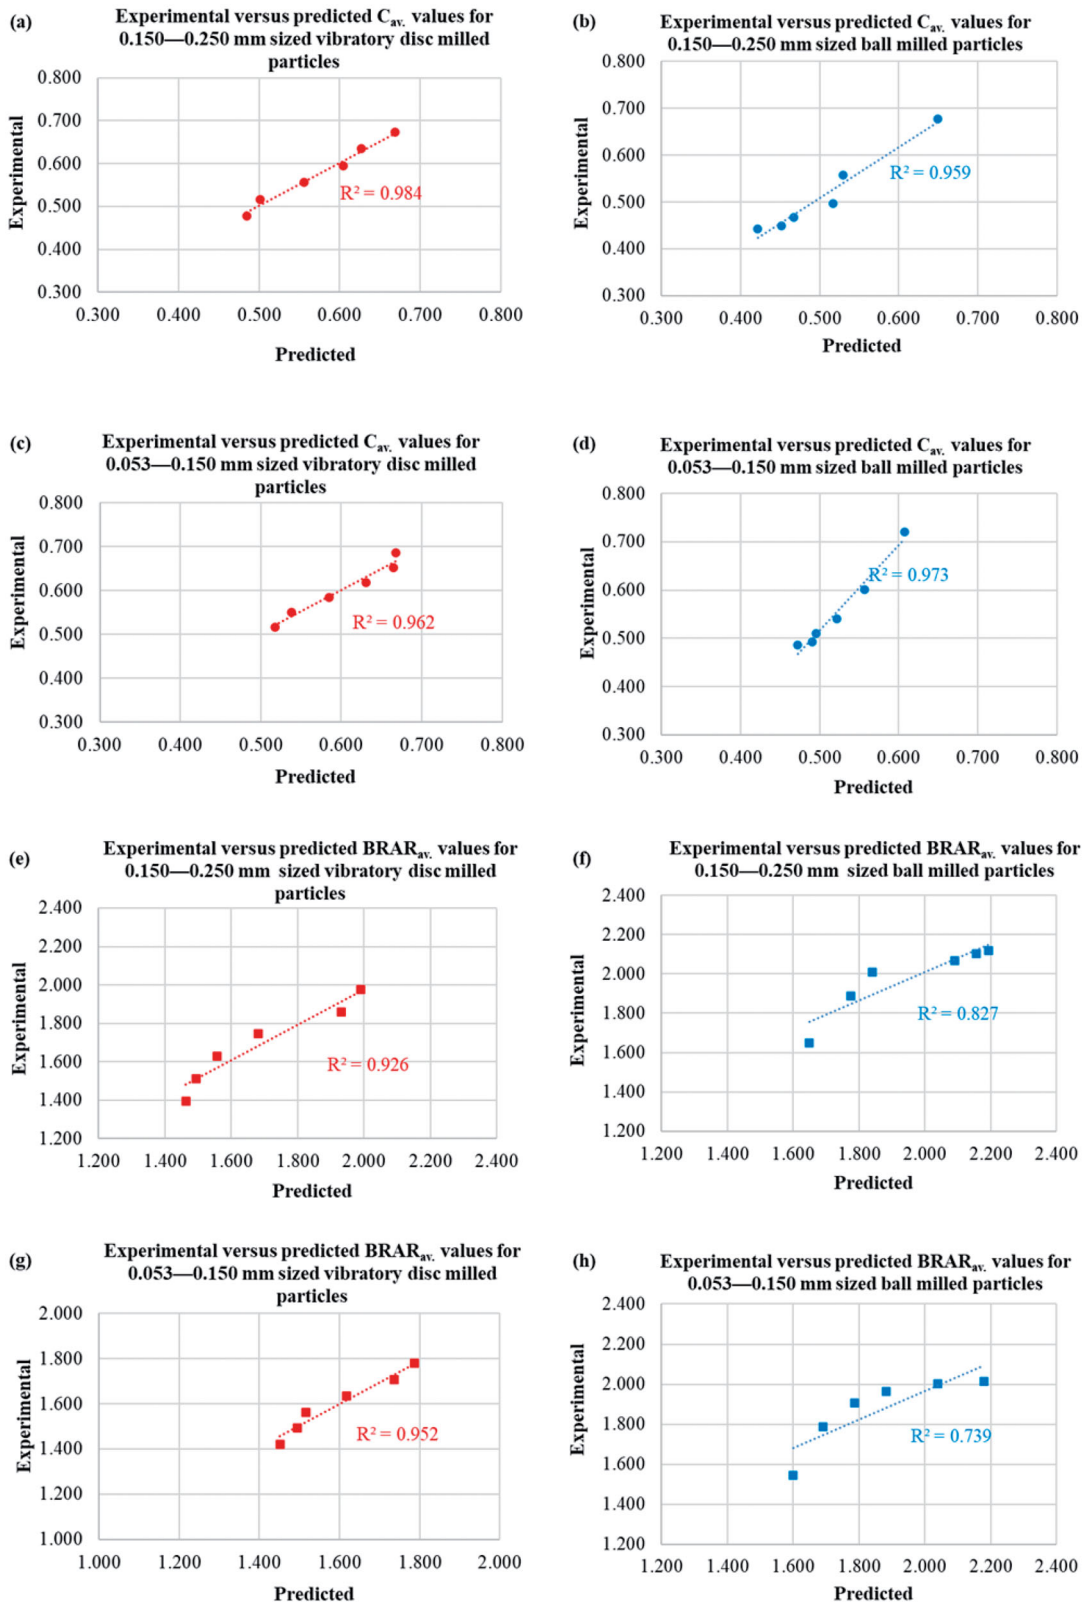 (a)
Experimental versus predicted Cav. values for
0.150—0.250 mm sized vibratory disc milled
particles
0.800
0.700
0.600
0.500
0.400
0.300
Experimental
R² = 0.984
0.300 0.400 0.500 0.600 0.700 0.800
Predicted
(b)
Experimental versus predicted Cav. values for
0.150—0.250 mm sized ball milled particles
0.800
0.700
0.600
0.500
0.400
0.300
Experimental
R² = 0.959
0.300 0.400 0.500 0.600 0.700 0.800
Predicted
(c)
Experimental versus predicted Cav. values for
0.053—0.150 mm sized vibratory disc milled
particles
0.800
0.700
0.600
0.500
0.400
0.300
Experimental
R² = 0.962
0.300 0.400 0.500 0.600 0.700 0.800
Predicted
(d)
Experimental versus predicted Cav. values for
0.053—0.150 mm sized ball milled particles
0.800
0.700
0.600
0.500
0.400
0.300
Experimental
R² = 0.973
0.300 0.400 0.500 0.600 0.700 0.800
Predicted
(e)
Experimental versus predicted BRARav. values for
0.150—0.250 mm sized vibratory disc milled
particles
2.400
2.200
2.000
1.800
1.600
1.400
1.200
Experimental
R² = 0.926
1.200 1.400 1.600 1.800 2.000 2.200 2.400
Predicted
(f)
Experimental versus predicted BRARav. values for
0.150—0.250 mm sized ball milled particles
2.400
2.200
2.000
1.800
1.600
1.400
1.200
Experimental
R² = 0.827
1.200 1.400 1.600 1.800 2.000 2.200 2.400
Predicted
(g)
Experimental versus predicted BRARav. values for
0.053—0.150 mm sized vibratory disc milled
particles
2.000
1.800
1.600
1.400
1.200
1.000
Experimental
R² = 0.952
1.000 1.200 1.400 1.600 1.800 2.000
Predicted
(h)
Experimental versus predicted BRARav. values for
0.053—0.150 mm sized ball milled particles
2.400
2.200
2.000
1.800
1.600
1.400
1.200
Experimental
R² = 0.739
1.200 1.400 1.600 1.800 2.000 2.200 2.400
Predicted